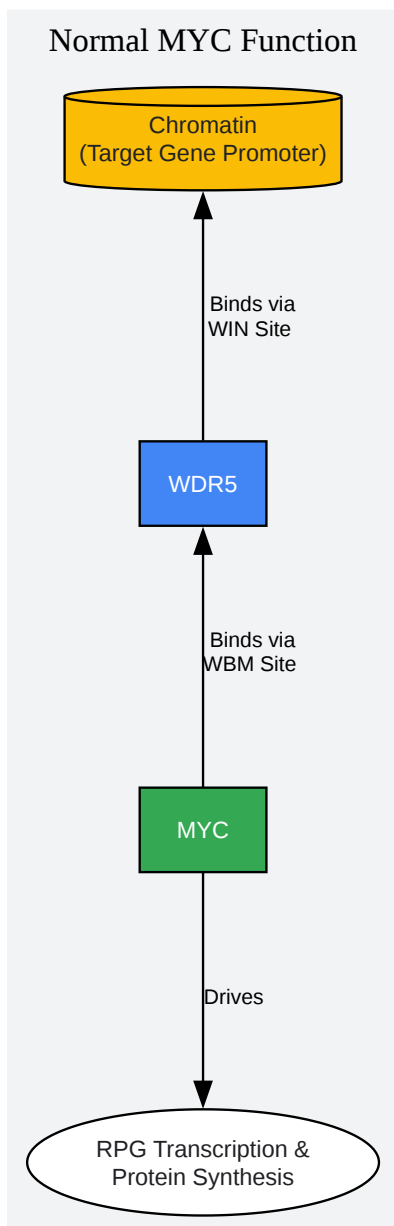 Normal MYC Function
Chromatin
(Target Gene Promoter)
Binds via
WIN Site
WDR5
Binds via
WBM Site
MYC
Drives
RPG Transcription &
Protein Synthesis